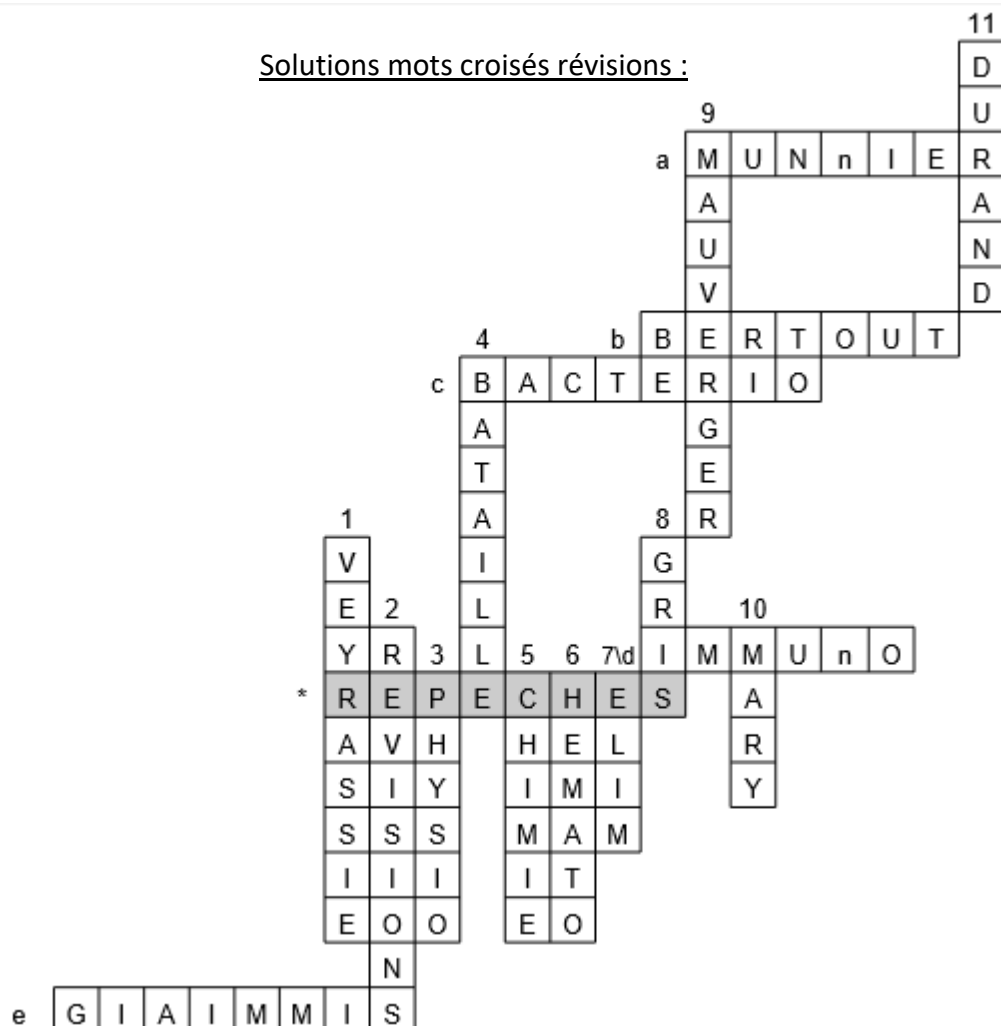 11
Solutions mots croisés révisions : D
9 U
a M U N n I E R
A A
U N
V D
4 b B E R T O U T
c B A C T E R I O
A G
T E
1 A 8 R
V I G
E 2 L R 10
Y R 3 L 5 6 7\d I M M U n O
* R E P E C H E S A
A V H H E L R
S I Y I M I Y
S S S M A M
I I I I T
E O O E O
N
e G I A I M M I S